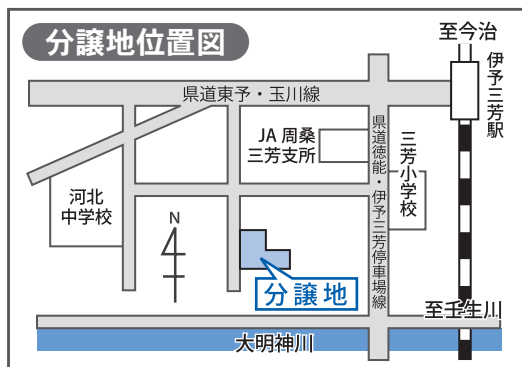 分譲地位置図
至今治
伊予三芳駅
県道東予・玉川線
JA 周桑
三芳支所
県道徳能・伊予三芳停車場線
三芳小学校
河北
中学校
N
分譲地
至壬生川
大明神川